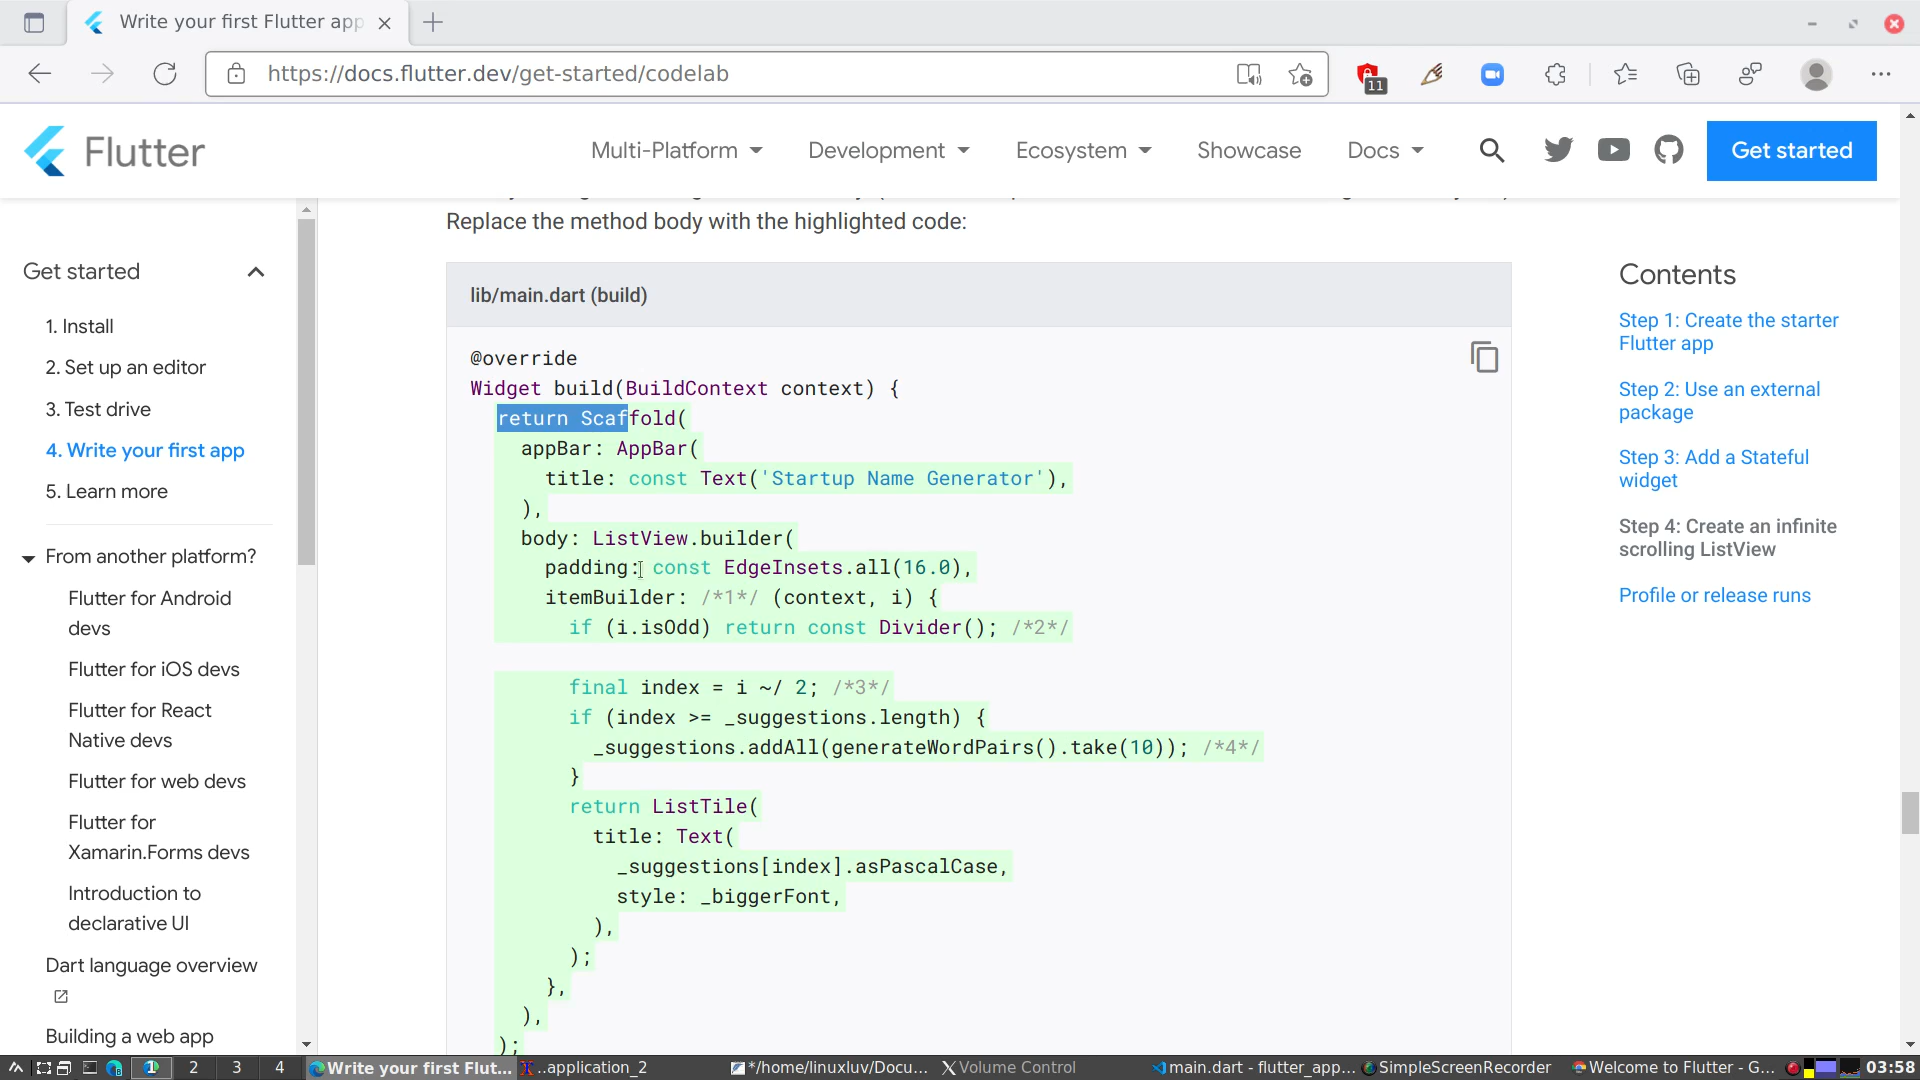 Write your first Flutter app
https://docs.flutter.dev/get-started/codelab
11
Flutter
Multi-Platform
Development
Ecosystem
Showcase
Docs
Get started
Get started
1. Install
2. Set up an editor
3. Test drive
4. Write your first app
5. Learn more
From another platform?
Flutter for Android
devs
Flutter for iOS devs
Flutter for React
Native devs
Flutter for web devs
Flutter for
Xamarin.Forms devs
Introduction to
declarative UI
Dart language overview
Building a web app
Replace the method body with the highlighted code:
lib/main.dart (build)
@override
Widget build(BuildContext context) {
return Scaffold(
appBar: AppBar(
title: const Text('Startup Name Generator'),
),
body: ListView.builder(
padding: const EdgeInsets.all(16.0),
itemBuilder: /*1*/ (context, i) {
if (i.isOdd) return const Divider(); /*2*/
final index = i ~/ 2; /*3*/
if (index >= _suggestions.length) {
_suggestions.addAll(generateWordPairs().take(10)); /*4*/
}
return ListTile(
title: Text(
_suggestions[index].asPascalCase,
style: _biggerFont,
),
);
},
),
);
Contents
Step 1: Create the starter
Flutter app
Step 2: Use an external
package
Step 3: Add a Stateful
widget
Step 4: Create an infinite
scrolling ListView
Profile or release runs
1
2
3
4
Write your first Flut...
..application_2
*/home/linuxluv/Docu...
Volume Control
main.dart - flutter_app...
SimpleScreenRecorder
Welcome to Flutter - G...
03:58